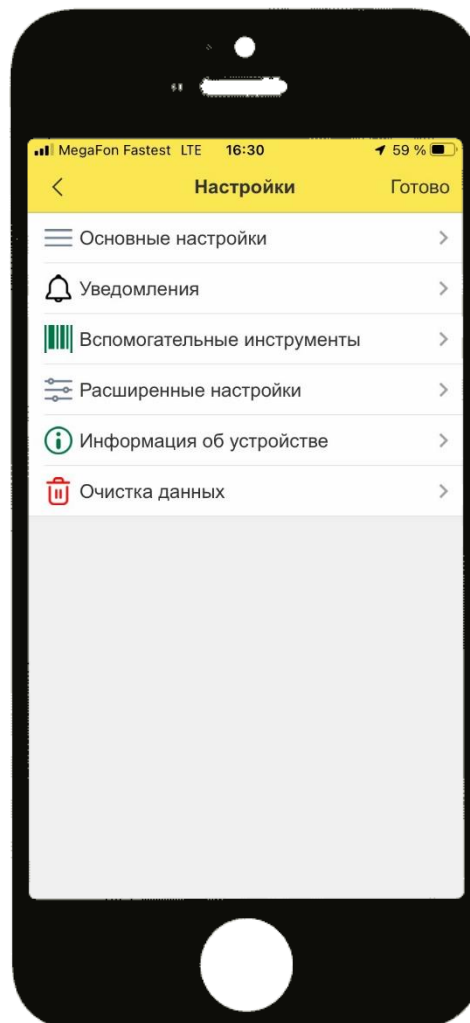 MegaFon Fastest LTE 16:30 59 %
Настройки Готово
Основные настройки
Уведомления
Вспомогательные инструменты
Расширенные настройки
Информация об устройстве
Очистка данных